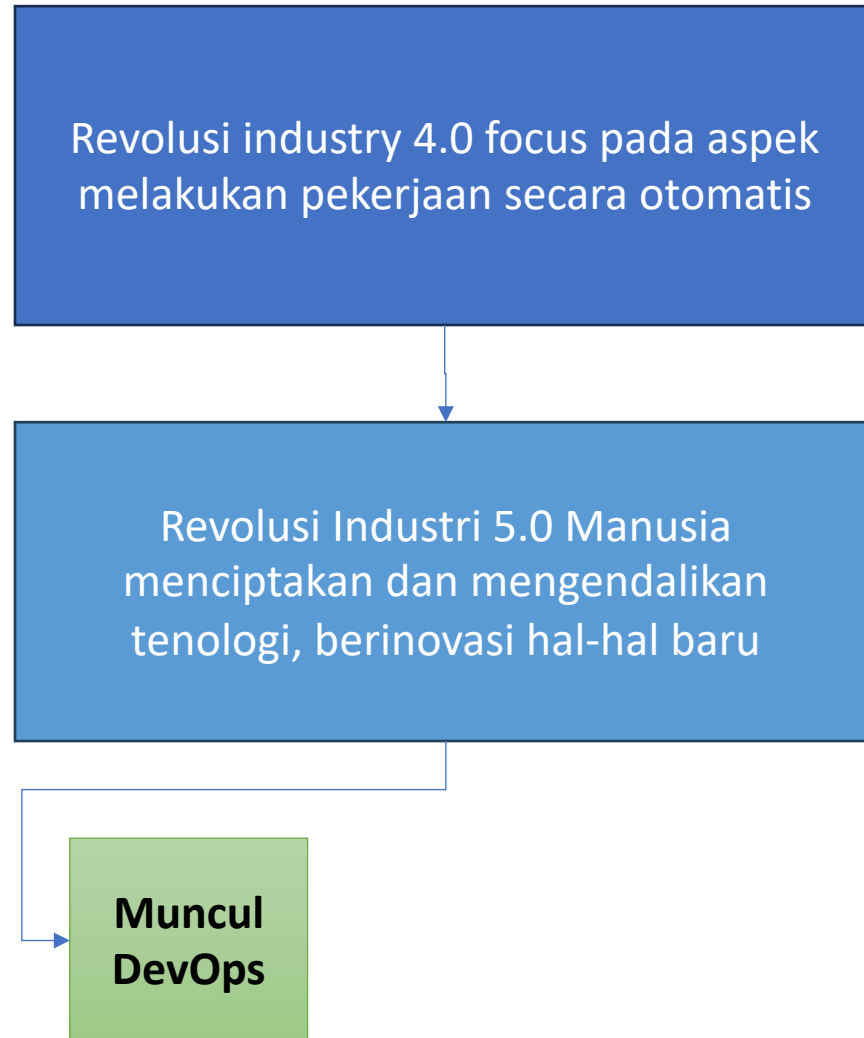 Revolusi industry 4.0 focus pada aspek
melakukan pekerjaan secara otomatis
Revolusi Industri 5.0 Manusia
menciptakan dan mengendalikan
tenologi, berinovasi hal-hal baru
Muncul
DevOps